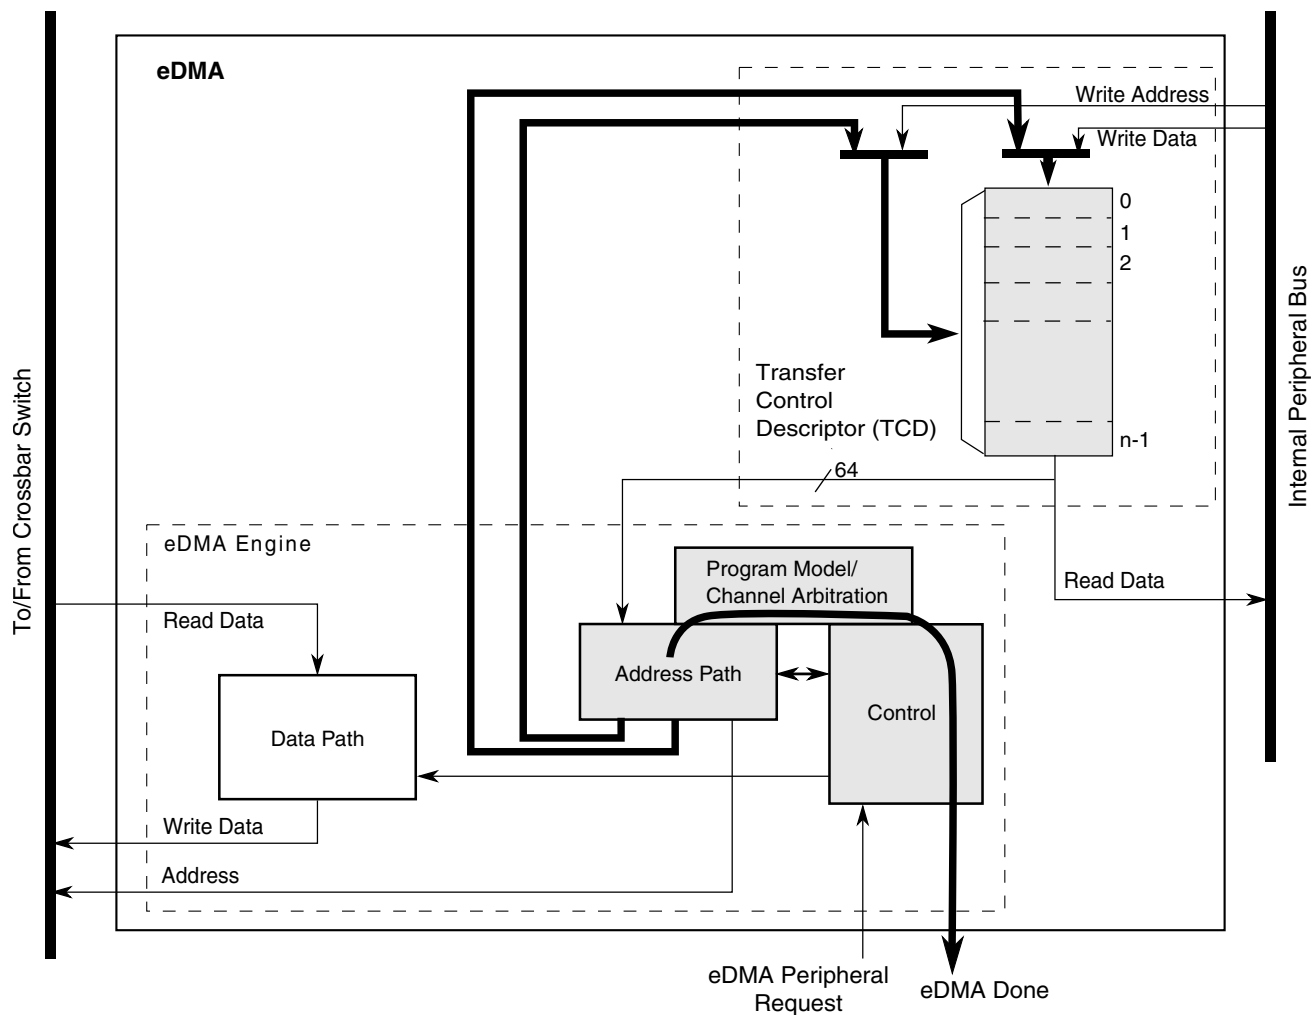 eDMA
Write Address
Write Data
0
1
2
n-1
Transfer
Control
Descriptor (TCD)
64
To/From Crossbar Switch
Internal Peripheral Bus
eDMA Engine
Program Model/
Channel Arbitration
Read Data
Read Data
Address Path
Control
Data Path
Write Data
Address
eDMA Peripheral
Request
eDMA Done